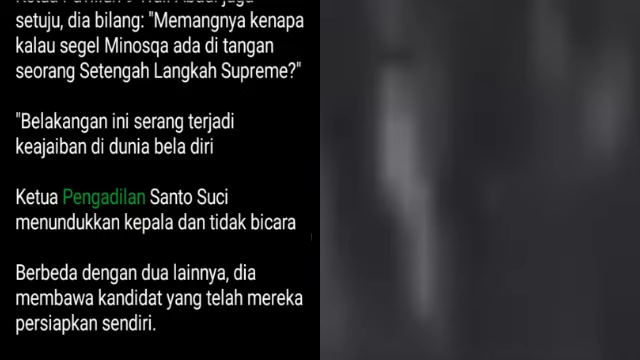 setuju, dia bilang: "Memangnya kenapa
kalau segel Minosqa ada di tangan
seorang Setengah Langkah Supreme?"
"Belakangan ini serang terjadi
keajaiban di dunia bela diri
Ketua Pengadilan Santo Suci
menundukkan kepala dan tidak bicara
Berbeda dengan dua lainnya, dia
membawa kandidat yang telah mereka
persiapkan sendiri.